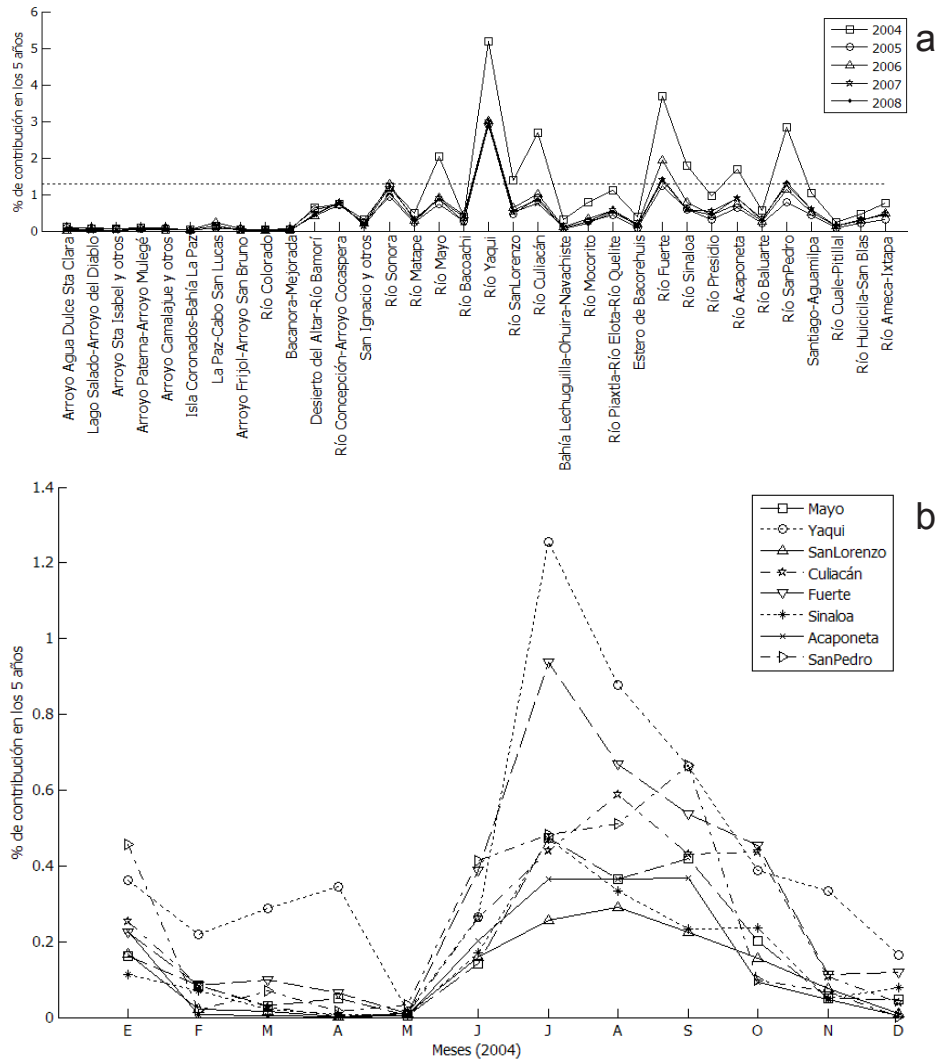 a
% de contribución en los 5 años
6
5
4
3
2
1
0
2004
2005
2006
2007
2008
Arroyo Agua Dulce Sta Clara
Lago Salado-Arroyo del Diablo
Arroyo Sta Isabel y otros
Arroyo Paterna-Arroyo Mulegé
Arroyo Camalajue y otros
Isla Coronados-Bahía La Paz
La Paz-Cabo San Lucas
Arroyo Frijol-Arroyo San Bruno
Río Colorado
Bacanora-Mejorada
Desierto del Altar-Río Bamorí
Río Concepción-Arroyo Cocaspera
San Ignacio y otros
Río Sonora
Río Matape
Río Mayo
Río Bacoachi
Río Yaqui
Río SanLorenzo
Río Culiacán
Bahía Lechuguilla-Ohuira-Navachiste
Río Mocorito
Río Piaxtla-Río Elota-Río Quelite
Estero de Bacorehuis
Río Fuerte
Río Sinaloa
Río Presidio
Río Acaponeta
Río Baluarte
Río SanPedro
Santiago-Aguamilpa
Río Cuale-Pitilal
Río Huicicila-San Blas
Río Ameca-Ixtapa
b
% de contribución en los 5 años
1.4
1.2
1
0.8
0.6
0.4
0.2
0
Mayo
Yaqui
SanLorenzo
Culiacán
Fuerte
Sinaloa
Acaponeta
SanPedro
E F M A M J J A S O N D
Meses (2004)